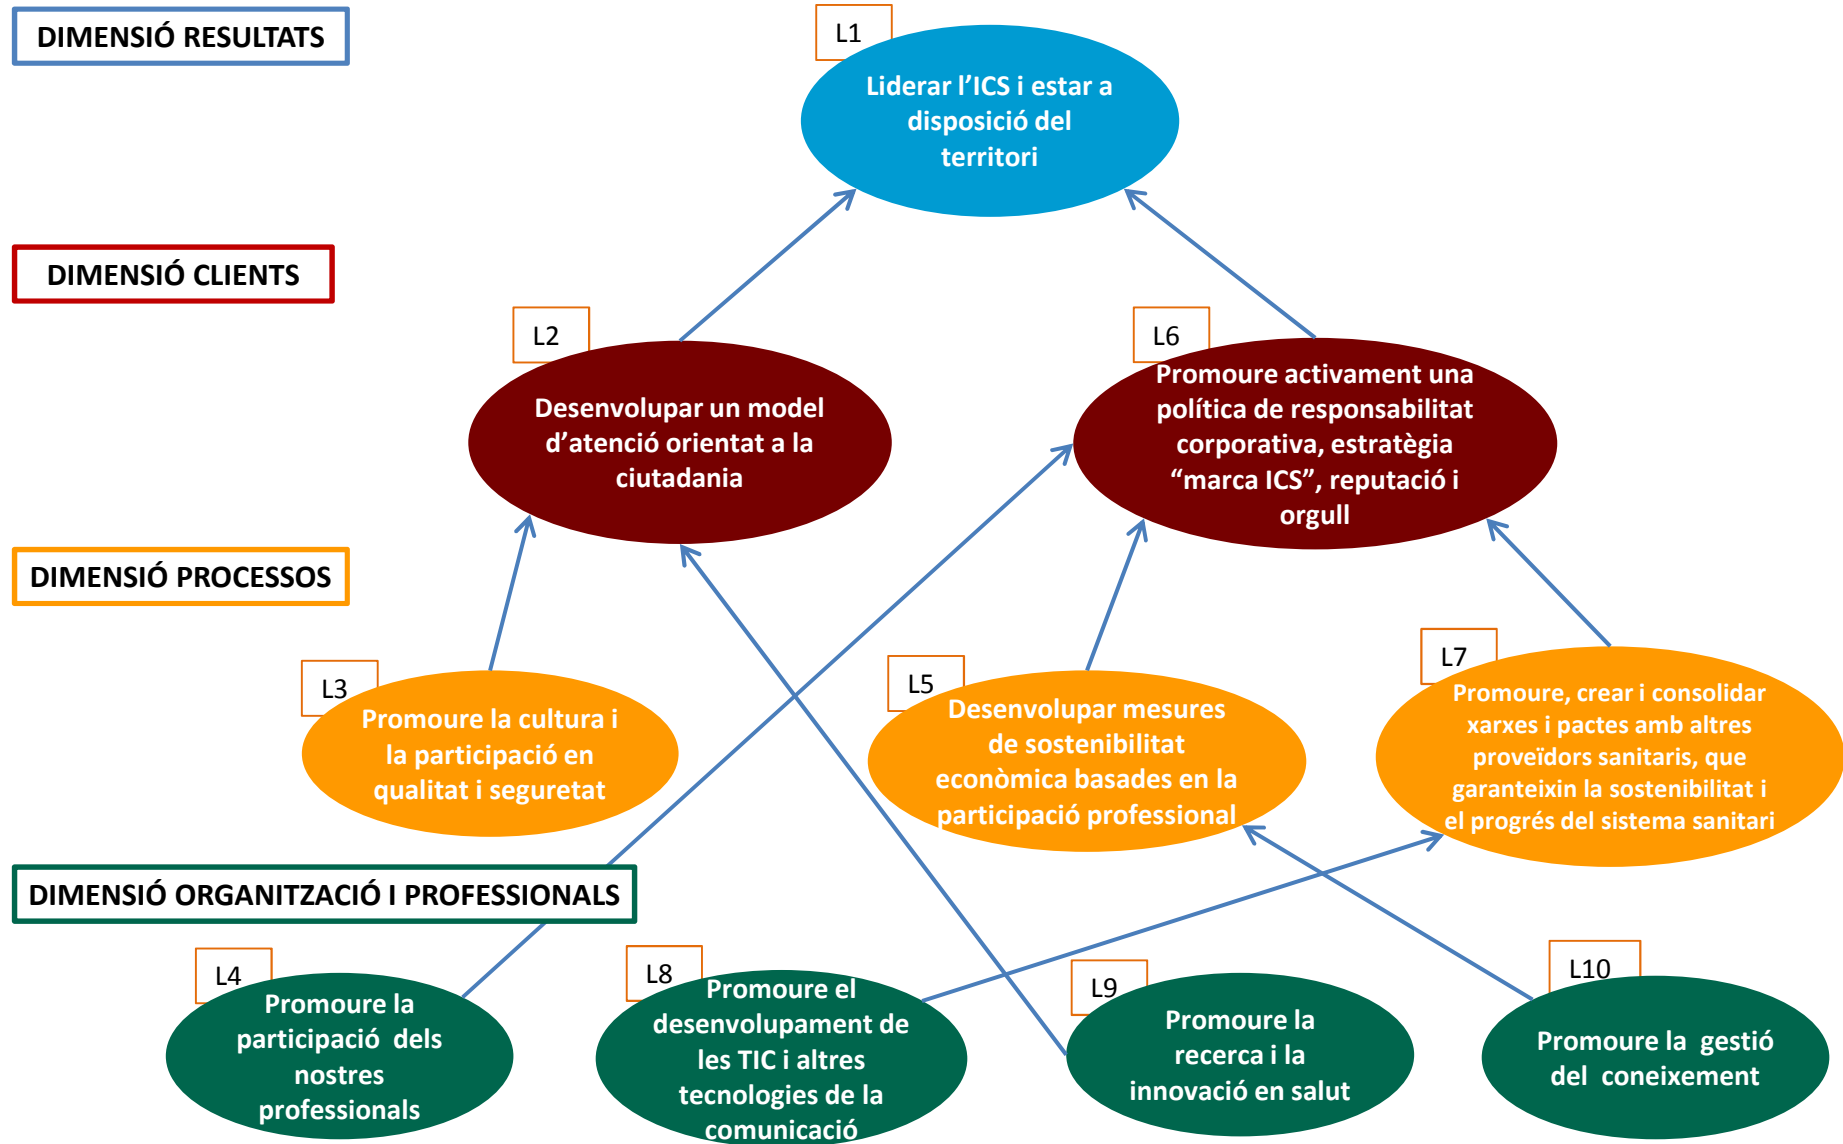 DIMENSIÓ RESULTATS
L1
Liderar l’ICS i estar a
disposició del
territori
DIMENSIÓ CLIENTS
L2
Desenvolupar un model
d’atenció orientat a la
ciutadania
L6
Promoure activament una
política de responsabilitat
corporativa, estratègia
“marca ICS”, reputació i
orgull
DIMENSIÓ PROCESSOS
L3
Promoure la cultura i
la participació en
qualitat i seguretat
L5
Desenvolupar mesures
de sostenibilitat
econòmica basades en la
participació professional
L7
Promoure, crear i consolidar
xarxes i pactes amb altres
proveïdors sanitaris, que
garanteixin la sostenibilitat i
el progrés del sistema sanitari
DIMENSIÓ ORGANITZACIÓ I PROFESSIONALS
L4
Promoure la
participació dels
nostres
professionals
L8
Promoure el
desenvolupament de
les TIC i altres
tecnologies de la
comunicació
L9
Promoure la
recerca i la
innovació en salut
L10
Promoure la gestió
del coneixement